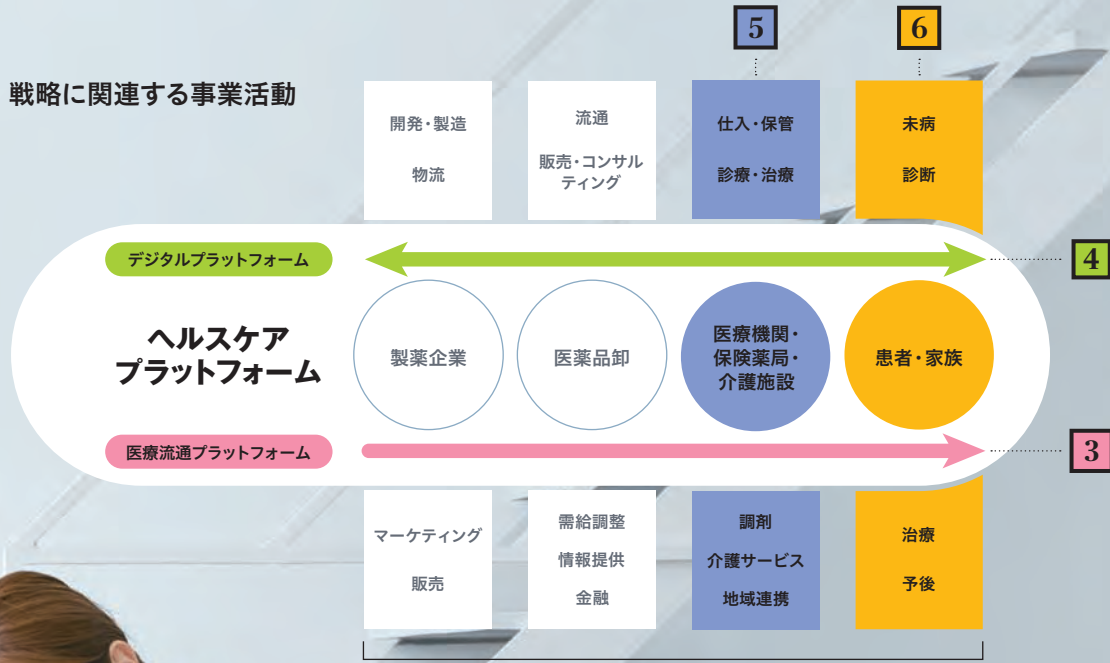 5
6
戦略に関連する事業活動
開発・製造
物流
流通
販売・コンサル
ティング
仕入・保管
診療・治療
未病
診断
デジタルプラットフォーム
4
ヘルスケア
プラットフォーム
製薬企業
医薬品卸
医療機関・
保険薬局・
介護施設
患者・家族
医療流通プラットフォーム
3
マーケティング
販売
需給調整
情報提供
金融
調剤
介護サービス
地域連携
治療
予後